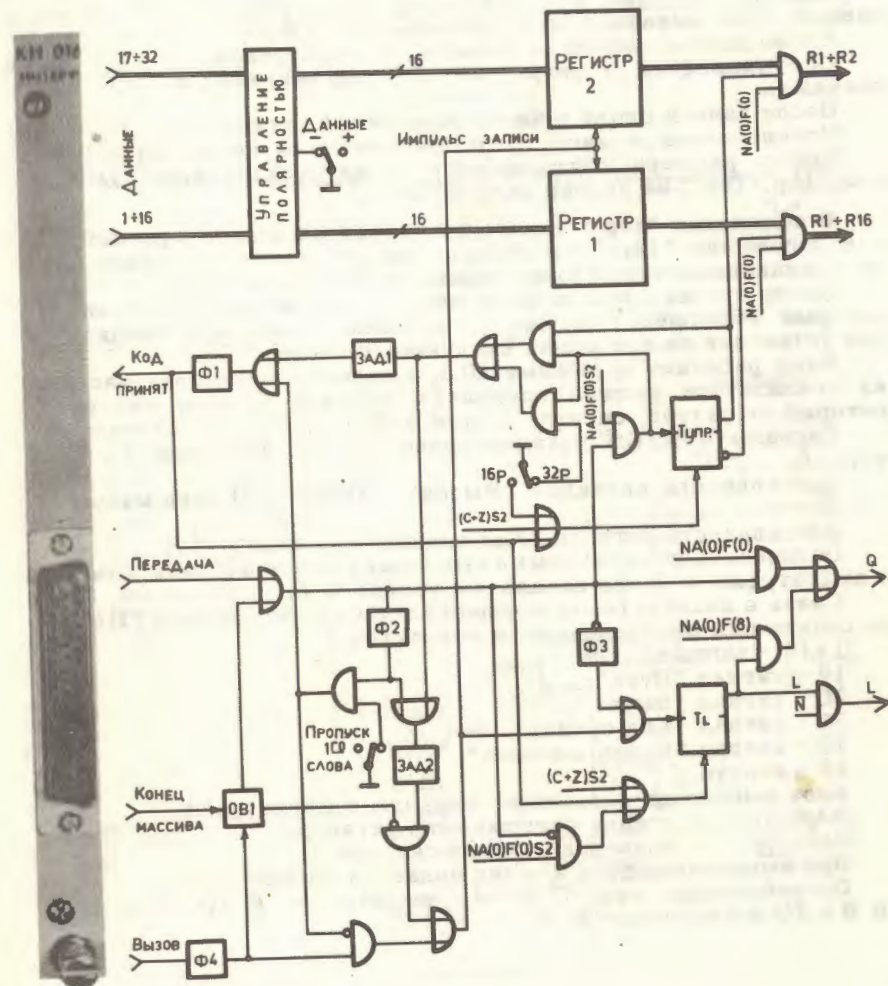 КН 016
17÷32
16
РЕГИСТР
2
R1÷R2
NA(0)F(0)
УПРАВЛЕНИЕ
ПОЛЯРНОСТЬЮ
ДАННЫЕ
- +
ДАННЫЕ
ИМПУЛЬС ЗАПИСИ
1÷16
16
РЕГИСТР
1
R1÷R16
NA(0)F(0)
КОД
ПРИНЯТ
Ф1
ЗАД1
NA(0)F(0)S2
ТУПР.
16Р 32Р
(C+Z)S2
ПЕРЕДАЧА
NA(0)F(0)
Q
Ф2
Ф3
NA(0)F(8)
ПРОПУСК
1ГО
СЛОВА
ЗАД2
TL
L
N
L
КОНЕЦ
МАССИВА
ОВ1
(C+Z)S2
NA(0)F(0)S2
ВЫЗОВ
Ф4